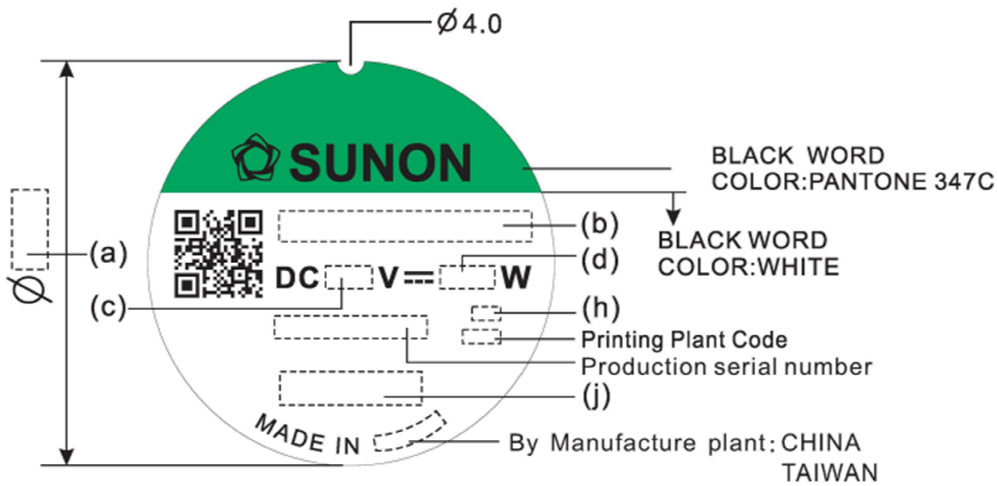 Ø4.0
SUNON
BLACK WORD
COLOR:PANTONE 347C
(a)
(b)
BLACK WORD
COLOR:WHITE
DC V W
(d)
(c)
(h)
Printing Plant Code
Production serial number
(j)
MADE IN
By Manufacture plant: CHINA
TAIWAN
Ø